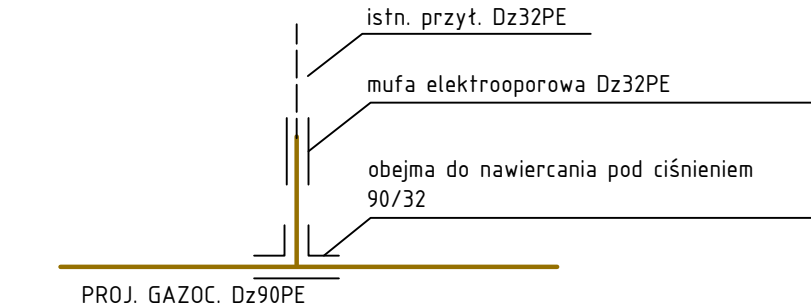 istn. przył. Dz32PE
mufa elektrooporowa Dz32PE
obejma do nawiercania pod ciśnieniem
90/32
PROJ. GAZOC. Dz90PE